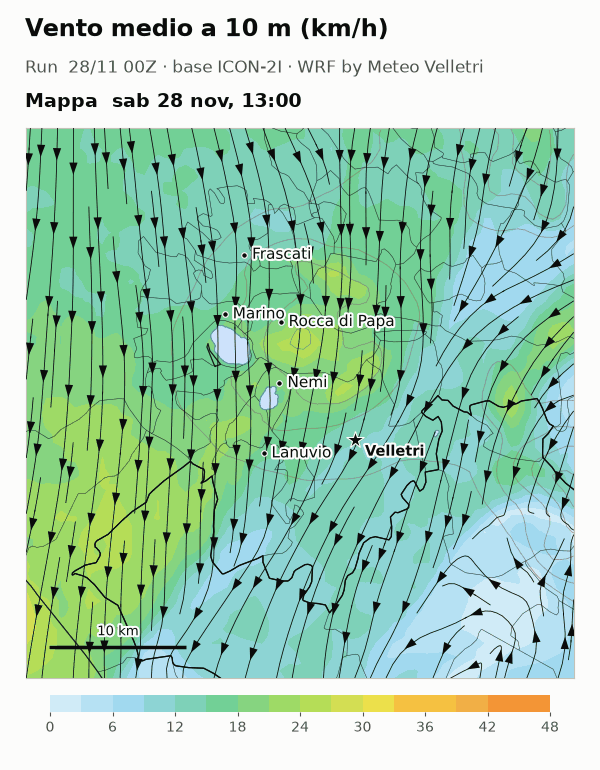 Vento medio a 10 m (km/h)
Run 28/11 00Z · base ICON-2I · WRF by Meteo Velletri
Mappa sab 28 nov, 13:00
Frascati
Marino
Rocca di Papa
Nemi
Velletri
Lanuvio
10 km
0 6 12 18 24 30 36 42 48